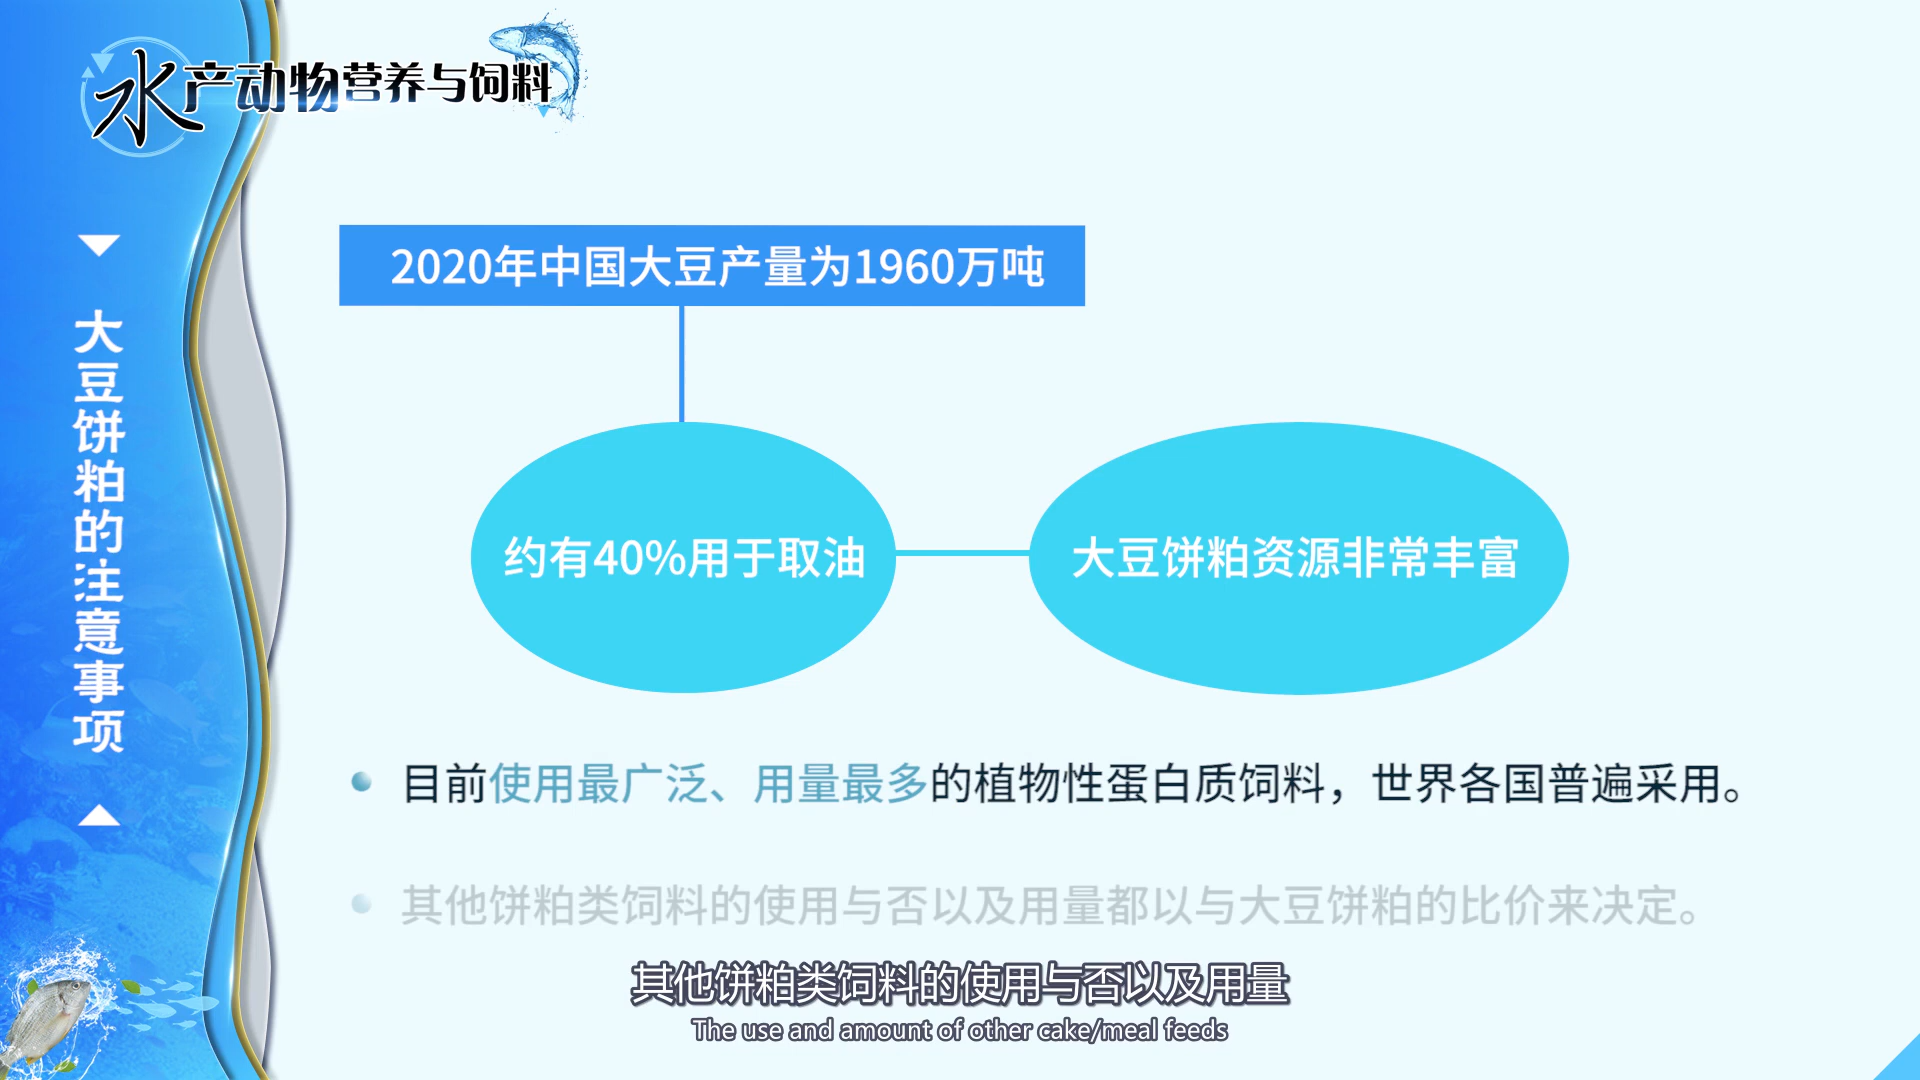 水产动物营养与饲料
大豆饼粕的注意事项
2020年中国大豆产量为1960万吨
约有40%用于取油
大豆饼粕资源非常丰富
目前使用最广泛、用量最多的植物性蛋白质饲料，世界各国普遍采用。
其他饼粕类饲料的使用与否以及用量都以与大豆饼粕的比价来决定。
其他饼粕类饲料的使用与否以及用量
The use and amount of other cake/meal feeds